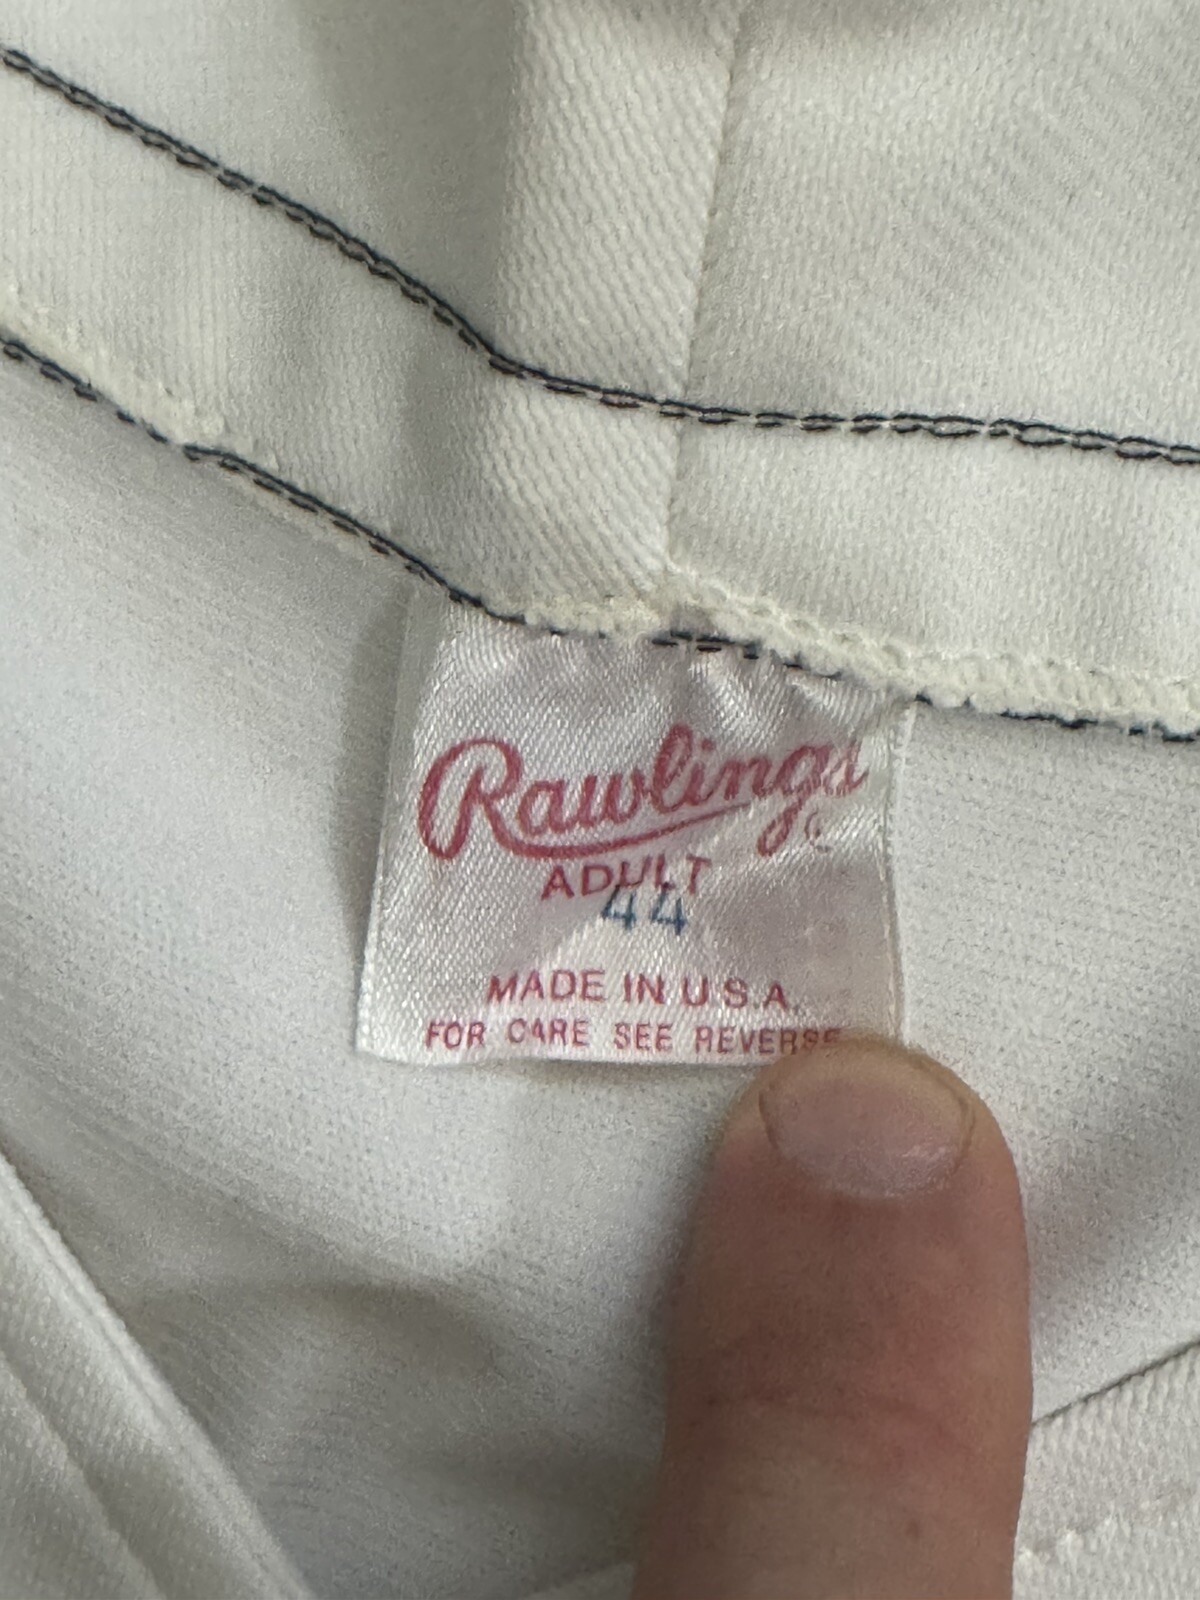 Rawlings
ADULT
44
MADE IN U.S.A.
FOR CARE SEE REVERSE